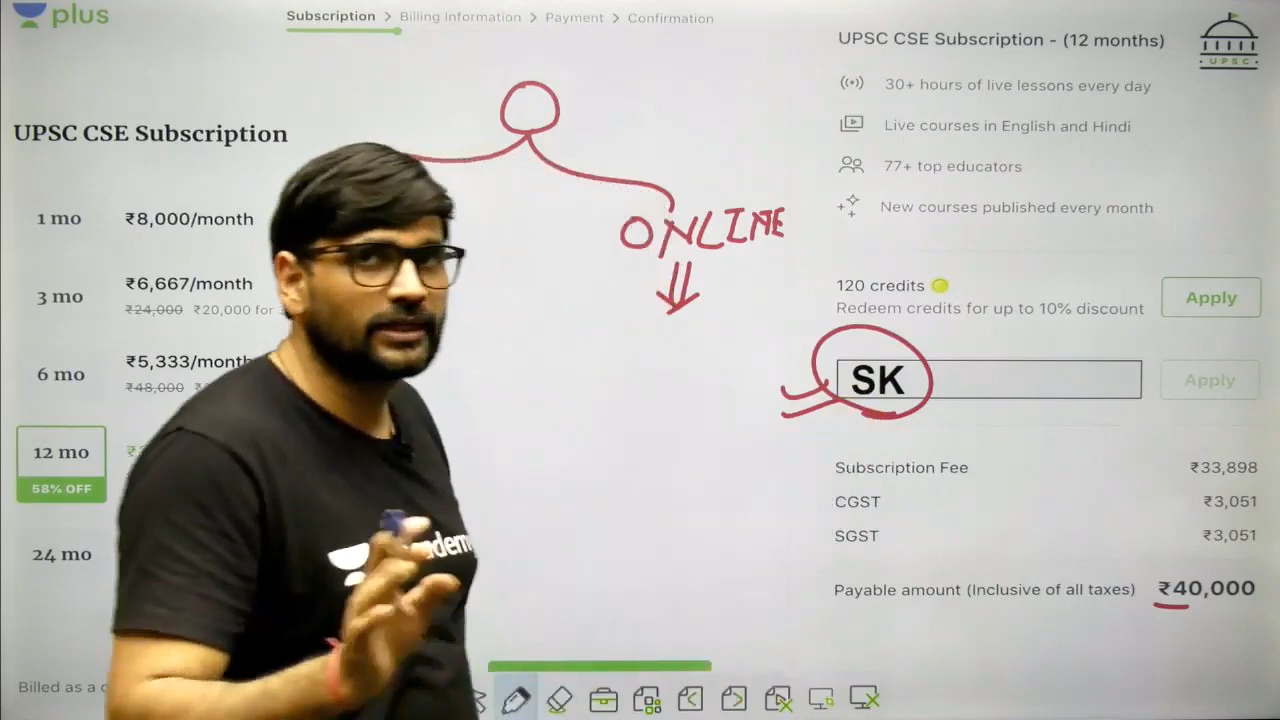 plus
Subscription > Billing Information > Payment > Confirmation
UPSC CSE Subscription
1 mo ₹8,000/month
3 mo ₹6,667/month
₹24,000 ₹20,000 for
6 mo ₹5,333/month
₹48,000
12 mo
58% OFF
24 mo
Billed as a
ONLINE
UPSC CSE Subscription - (12 months)
UPSC
30+ hours of live lessons every day
Live courses in English and Hindi
77+ top educators
New courses published every month
120 credits
Redeem credits for up to 10% discount
Apply
SK
Apply
Subscription Fee ₹33,898
CGST ₹3,051
SGST ₹3,051
Payable amount (Inclusive of all taxes) ₹40,000